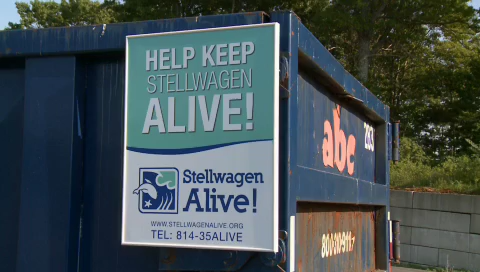 HELP KEEP
STELLWAGEN
ALIVE!
Stellwagen
Alive!
WWW.STELLWAGENALIVE.ORG
TEL: 814-35ALIVE
abc